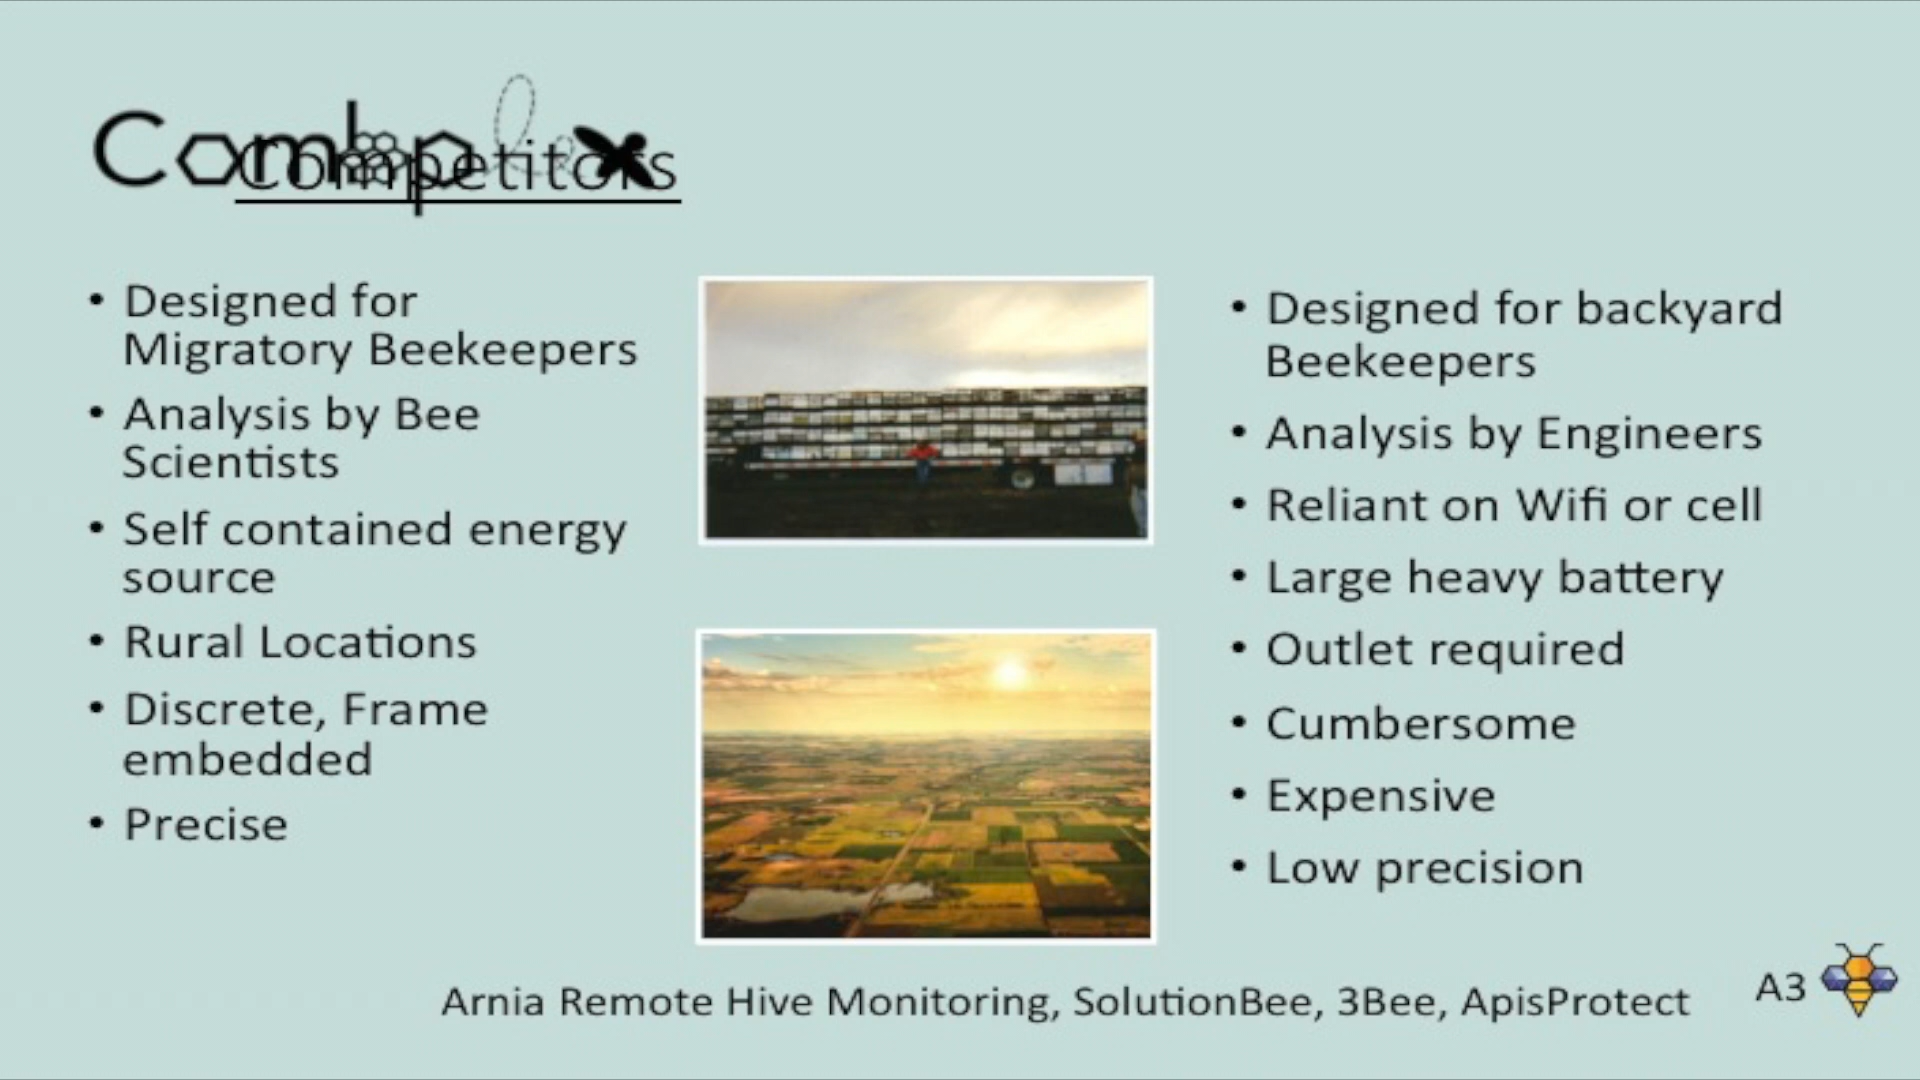 Combplex
Competitors
• Designed for
Migratory Beekeepers
• Analysis by Bee
Scientists
• Self contained energy
source
• Rural Locations
• Discrete, Frame
embedded
• Precise
• Designed for backyard
Beekeepers
• Analysis by Engineers
• Reliant on Wifi or cell
• Large heavy battery
• Outlet required
• Cumbersome
• Expensive
• Low precision
Arnia Remote Hive Monitoring, SolutionBee, 3Bee, ApisProtect
A3